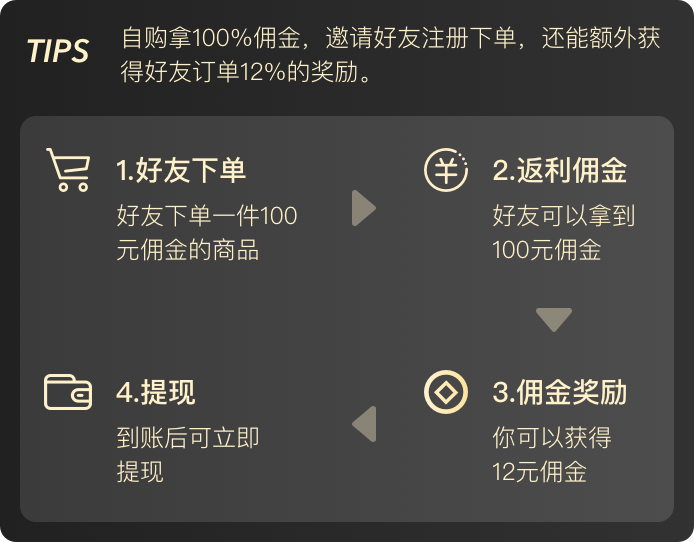 TIPS
自购拿100%佣金，邀请好友注册下单，还能额外获
得好友订单12%的奖励。
1.好友下单
好友下单一件100
元佣金的商品
2.返利佣金
好友可以拿到
100元佣金
3.佣金奖励
你可以获得
12元佣金
4.提现
到账后可立即
提现